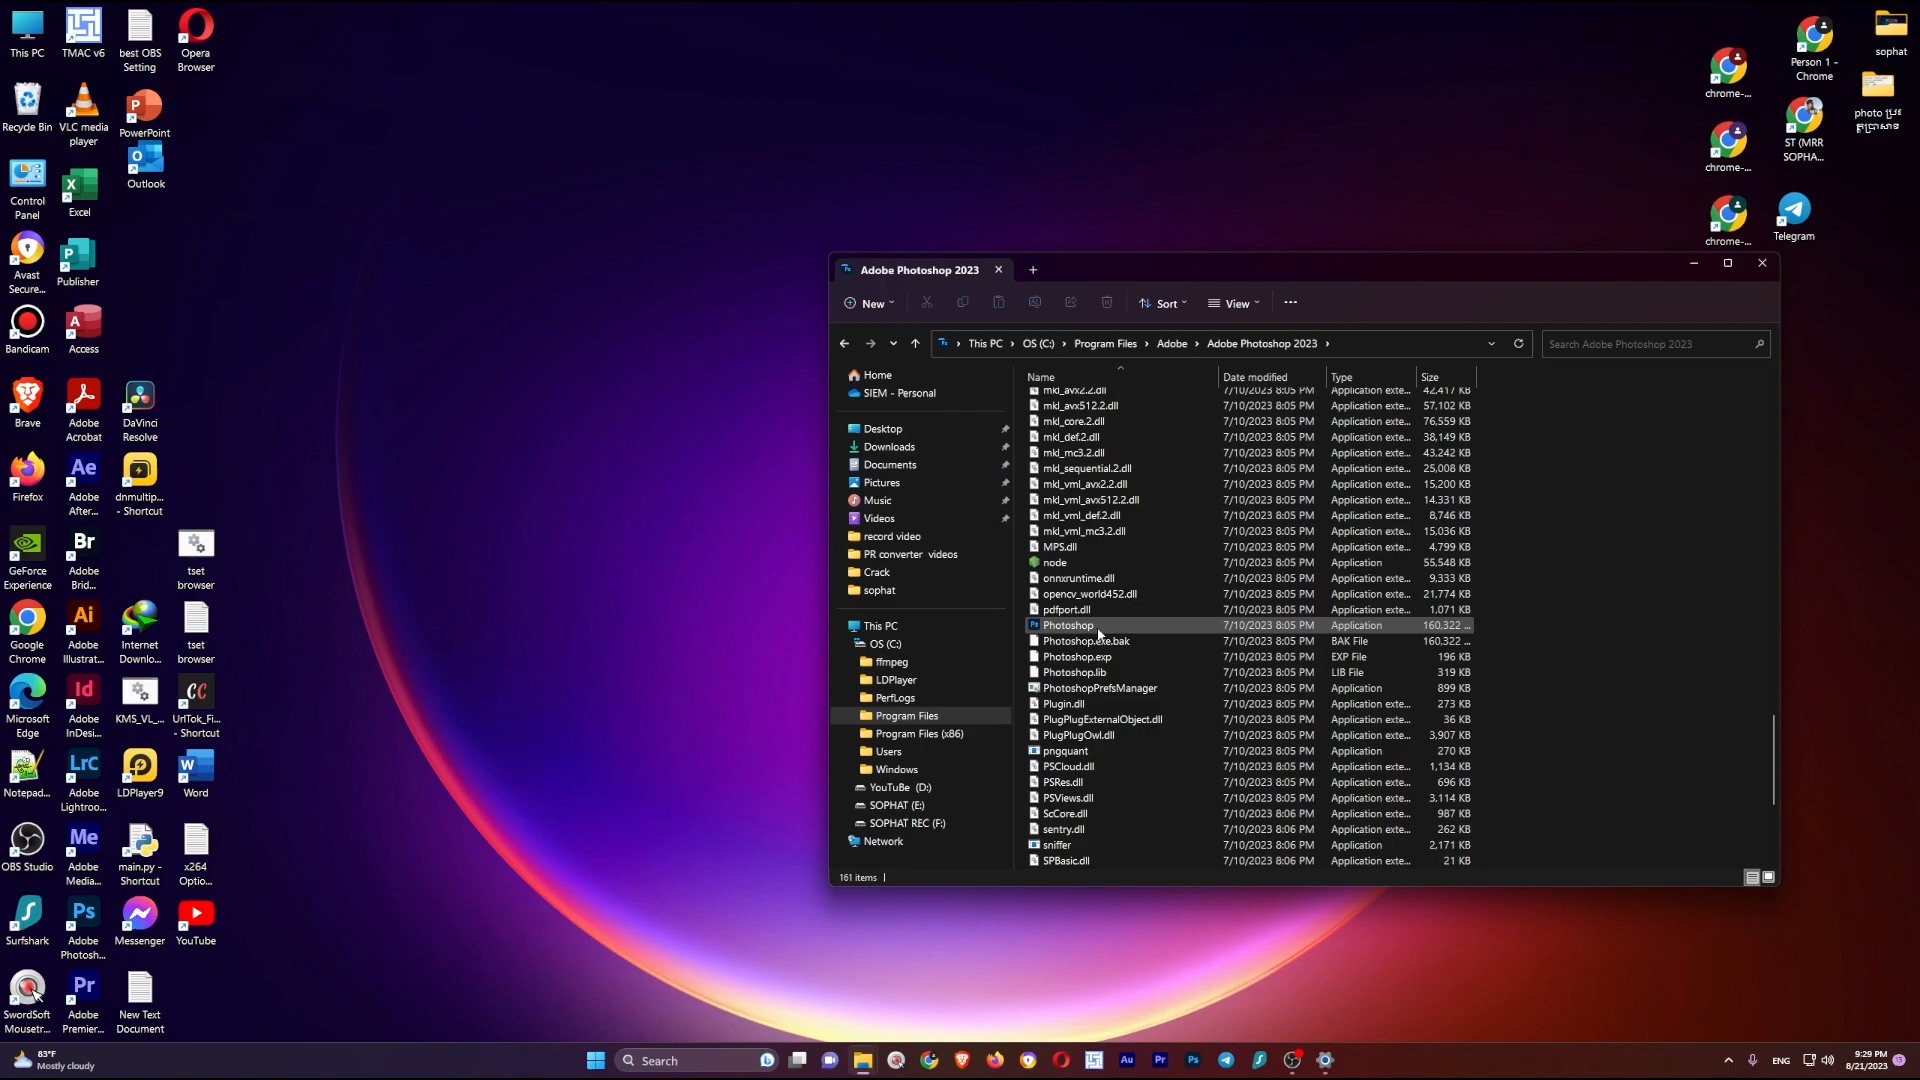 This PC
TMAC v6
best OBS
Setting
Opera
Browser
Recycle Bin
VLC media
player
PowerPoint
Outlook
Control
Panel
Excel
Avast
Secure...
Publisher
Bandicam
Access
Brave
Adobe
Acrobat
DaVinci
Resolve
Firefox
Adobe
After...
dnmultip...
- Shortcut
GeForce
Experience
Adobe
Brid...
tset
browser
Google
Chrome
Adobe
Illustrat...
Internet
Downlo...
tset
browser
Microsoft
Edge
Adobe
InDesi...
KMS_VL_...
UrlTok_Fi...
- Shortcut
Notepad...
Adobe
Lightroo...
LDPlayer9
Word
OBS Studio
Adobe
Media...
main.py -
Shortcut
x264
Optio...
Surfshark
Adobe
Photosh...
Messenger
YouTube
SwordSoft
Mousetr...
Adobe
Premier...
New Text
Document
chrome-...
Person 1 -
Chrome
sophat
chrome-...
ST (MRR
SOPHA...
chrome-...
Telegram
Adobe Photoshop 2023
New
Sort
View
This PC > OS (C:) > Program Files > Adobe > Adobe Photoshop 2023 >
Search Adobe Photoshop 2023
Home
SIEM - Personal
Desktop
Downloads
Documents
Pictures
Music
Videos
record video
PR converter videos
Crack
sophat
This PC
OS (C:)
ffmpeg
LDPlayer
PerfLogs
Program Files
Program Files (x86)
Users
Windows
YouTube (D:)
SOPHAT (E:)
SOPHAT REC (F:)
Network
Name Date modified Type Size
mkl_avx2.2.dll 7/10/2023 8:05 PM Application exte... 42,417 KB
mkl_avx512.2.dll 7/10/2023 8:05 PM Application exte... 57,102 KB
mkl_core.2.dll 7/10/2023 8:05 PM Application exte... 76,559 KB
mkl_def.2.dll 7/10/2023 8:05 PM Application exte... 38,149 KB
mkl_mc3.2.dll 7/10/2023 8:05 PM Application exte... 43,242 KB
mkl_sequential.2.dll 7/10/2023 8:05 PM Application exte... 25,008 KB
mkl_vml_avx2.2.dll 7/10/2023 8:05 PM Application exte... 15,200 KB
mkl_vml_avx512.2.dll 7/10/2023 8:05 PM Application exte... 14,331 KB
mkl_vml_def.2.dll 7/10/2023 8:05 PM Application exte... 8,746 KB
mkl_vml_mc3.2.dll 7/10/2023 8:05 PM Application exte... 15,036 KB
MPS.dll 7/10/2023 8:05 PM Application exte... 4,799 KB
node 7/10/2023 8:05 PM Application 55,548 KB
onnxruntime.dll 7/10/2023 8:05 PM Application exte... 9,333 KB
opencv_world452.dll 7/10/2023 8:05 PM Application exte... 21,774 KB
pdfport.dll 7/10/2023 8:05 PM Application exte... 1,071 KB
Photoshop 7/10/2023 8:05 PM Application 160,322 ...
Photoshop.exe.bak 7/10/2023 8:05 PM BAK File 160,322 ...
Photoshop.exp 7/10/2023 8:05 PM EXP File 196 KB
Photoshop.lib 7/10/2023 8:05 PM LIB File 319 KB
PhotoshopPrefsManager 7/10/2023 8:05 PM Application 899 KB
Plugin.dll 7/10/2023 8:05 PM Application exte... 273 KB
PlugPlugExternalObject.dll 7/10/2023 8:05 PM Application exte... 36 KB
PlugPlugOwl.dll 7/10/2023 8:05 PM Application exte... 3,907 KB
pngquant 7/10/2023 8:05 PM Application 270 KB
PSCloud.dll 7/10/2023 8:05 PM Application exte... 1,134 KB
PSRes.dll 7/10/2023 8:05 PM Application exte... 696 KB
PSViews.dll 7/10/2023 8:05 PM Application exte... 3,114 KB
ScCore.dll 7/10/2023 8:06 PM Application exte... 987 KB
sentry.dll 7/10/2023 8:06 PM Application exte... 262 KB
sniffer 7/10/2023 8:06 PM Application 2,171 KB
SPBasic.dll 7/10/2023 8:06 PM Application exte... 21 KB
161 items
83°F
Mostly cloudy
Search
ENG
9:29 PM
8/21/2023